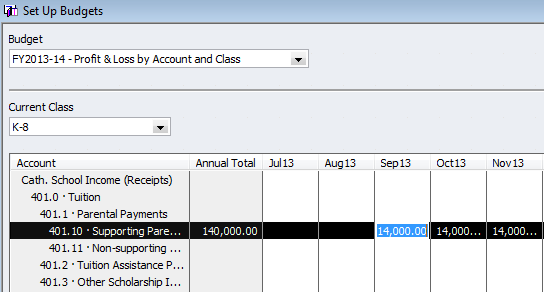 Set Up Budgets
Budget
FY2013-14 - Profit & Loss by Account and Class
Current Class
K-8
Account Annual Total Jul13 Aug13 Sep13 Oct13 Nov13
Cath. School Income (Receipts)
401.0 · Tuition
401.1 · Parental Payments
401.10 · Supporting Pare... 140,000.00 14,000.00 14,000... 14,000...
401.11 · Non-supporting ...
401.2 · Tuition Assistance P...
401.3 · Other Scholarship I...